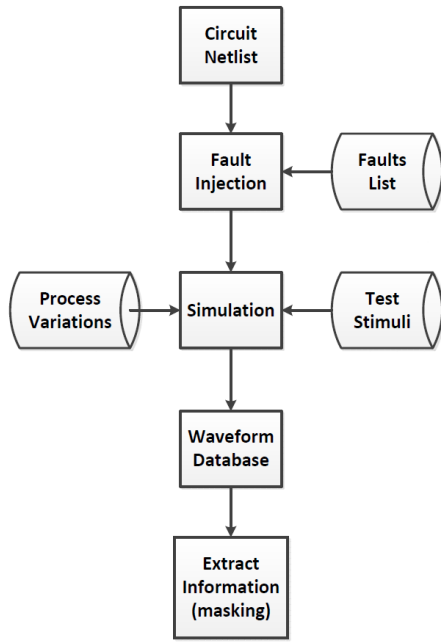 Circuit
Netlist
Fault
Injection
Faults
List
Process
Variations
Simulation
Test
Stimuli
Waveform
Database
Extract
Information
(masking)